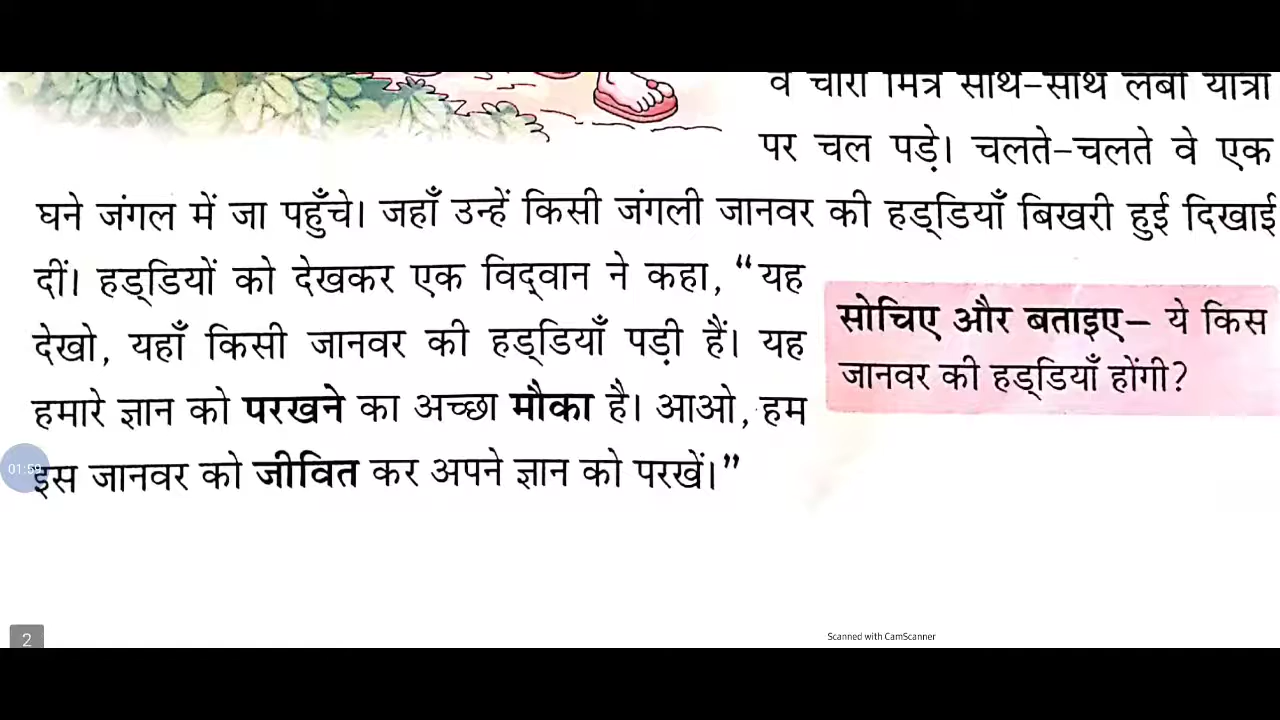 वे चारों मित्र साथ-साथ लंबी यात्रा
पर चल पड़े। चलते-चलते वे एक
घने जंगल में जा पहुँचे। जहाँ उन्हें किसी जंगली जानवर की हड्‌डियाँ बिखरी हुई दिखाई
दीं। हड्‌डियों को देखकर एक विद्‌वान ने कहा, “यह
देखो, यहाँ किसी जानवर की हड्‌डियाँ पड़ी हैं। यह
हमारे ज्ञान को परखने का अच्छा मौका है। आओ, हम
इस जानवर को जीवित कर अपने ज्ञान को परखें।”
सोचिए और बताइए– ये किस
जानवर की हड्‌डियाँ होंगी?
01:59
2
Scanned with CamScanner